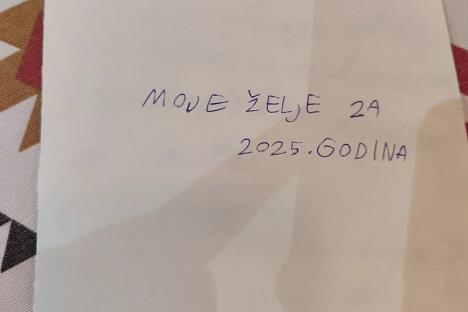 MOJE ŽELJE ZA
2025. GODINA